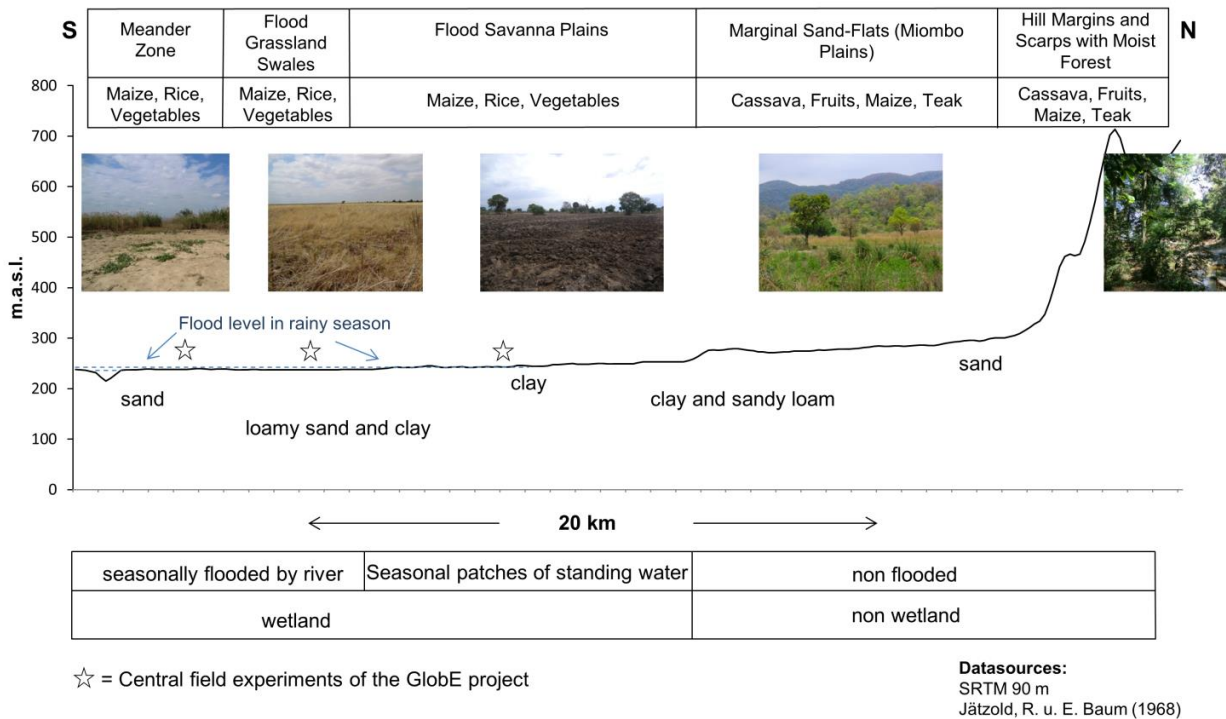 S
Meander
Zone
Flood
Grassland
Swales
Flood Savanna Plains
Marginal Sand-Flats (Miombo
Plains)
Hill Margins and
Scarps with Moist
Forest
N
Maize, Rice,
Vegetables
Maize, Rice,
Vegetables
Maize, Rice, Vegetables
Cassava, Fruits, Maize, Teak
Cassava, Fruits,
Maize, Teak
m.a.s.l.
800
700
600
500
400
300
200
100
0
Flood level in rainy season
sand
loamy sand and clay
clay
clay and sandy loam
sand
20 km
seasonally flooded by river
Seasonal patches of standing water
non flooded
wetland
non wetland
☆ = Central field experiments of the GlobE project
Datasources:
SRTM 90 m
Jätzold, R. u. E. Baum (1968)